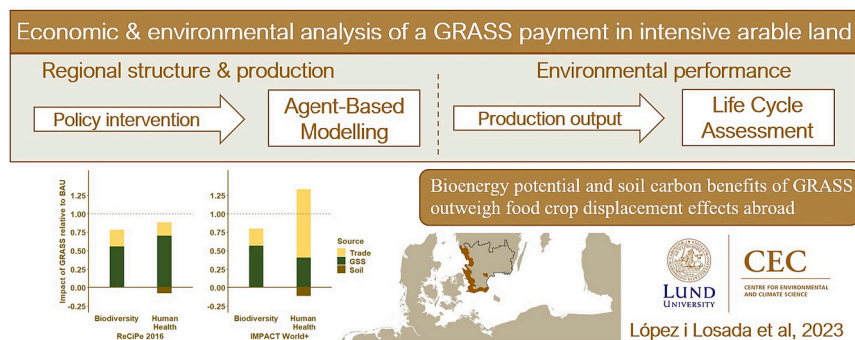 Economic & environmental analysis of a GRASS payment in intensive arable land
Regional structure & production
Environmental performance
Policy intervention
Agent-Based
Modelling
Production output
Life Cycle
Assessment
Impact of GRASS relative to BAU
1.25
1.00
0.75
0.50
0.25
0.00
-0.25
Biodiversity
Human
Health
ReCiPe 2016
1.25
1.00
0.75
0.50
0.25
0.00
-0.25
Biodiversity
Human
Health
IMPACT World+
Source
Trade
GSS
Soil
Bioenergy potential and soil carbon benefits of GRASS
outweigh food crop displacement effects abroad
LUND
UNIVERSITY
CEC
CENTRE FOR ENVIRONMENTAL
AND CLIMATE SCIENCE
López i Losada et al, 2023